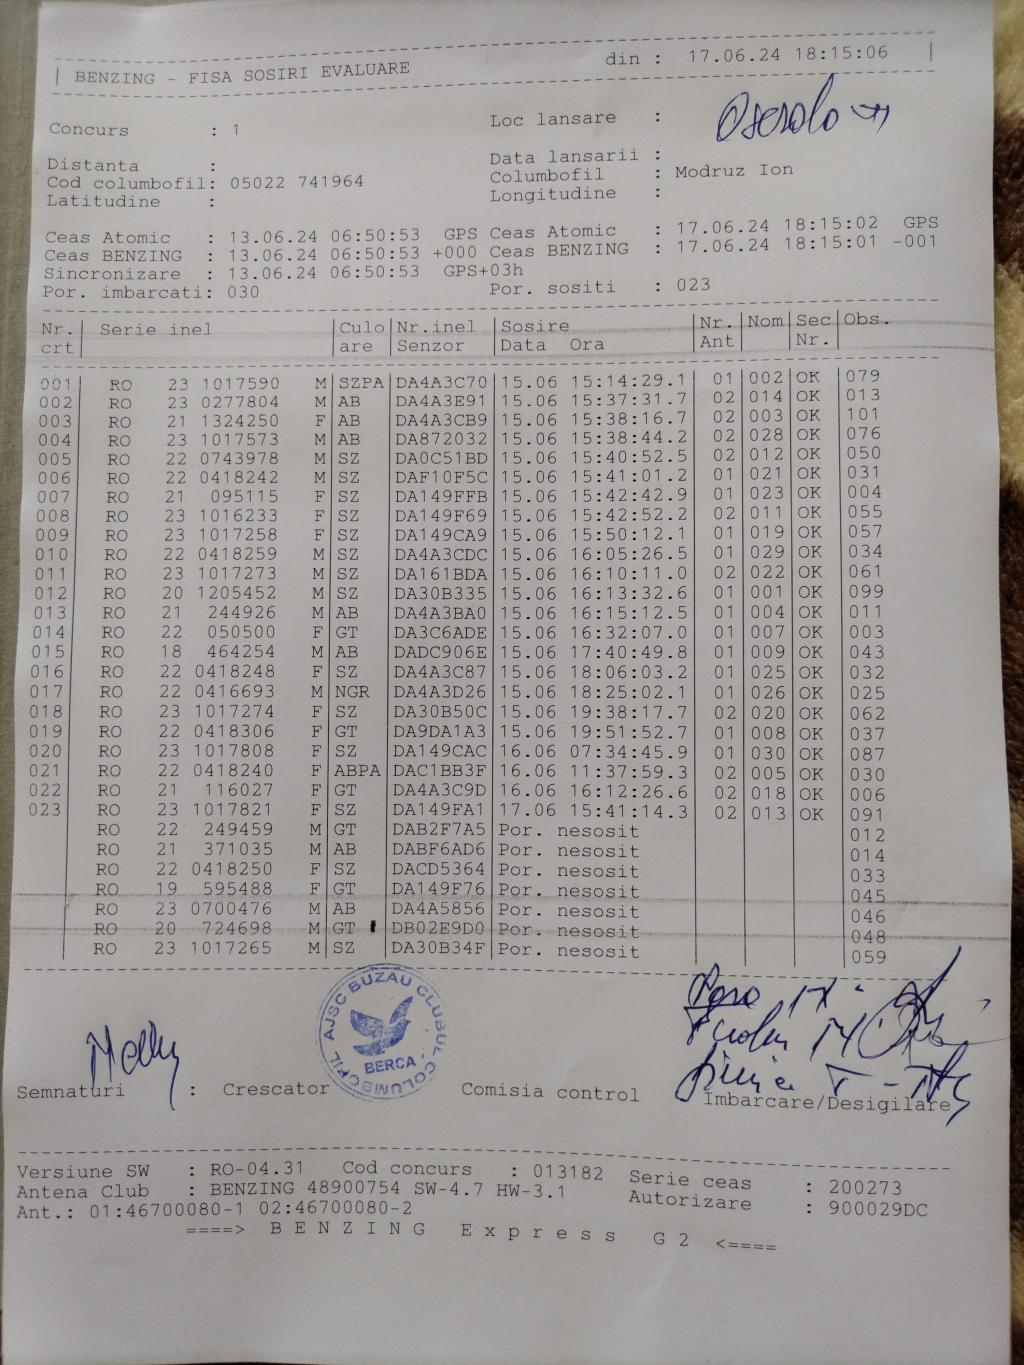 | BENZING - FISA SOSIRI EVALUARE din : 17.06.24 18:15:06 |
Concurs : 1 Loc lansare :
Distanta : Data lansarii :
Cod columbofil: 05022 741964 Columbofil : Modruz Ion
Latitudine : Longitudine :
Ceas Atomic : 13.06.24 06:50:53 GPS Ceas Atomic : 17.06.24 18:15:02 GPS
Ceas BENZING : 13.06.24 06:50:53 +000 Ceas BENZING : 17.06.24 18:15:01 -001
Sincronizare : 13.06.24 06:50:53 GPS+03h
Por. imbarcati: 030 Por. sositi : 023
Nr. | Serie inel | Culo | Nr.inel | Sosire | Nr. | Nom | Sec | Obs.
crt | | are | Senzor | Data Ora | Ant | | Nr. |
001 RO 23 1017590 M SZPA DA4A3C70 15.06 15:14:29.1 01 002 OK 079
002 RO 23 0277804 M AB DA4A3E91 15.06 15:37:31.7 02 014 OK 013
003 RO 21 1324250 F AB DA4A3CB9 15.06 15:38:16.7 02 003 OK 101
004 RO 23 1017573 M AB DA872032 15.06 15:38:44.2 02 028 OK 076
005 RO 22 0743978 M SZ DA0C51BD 15.06 15:40:52.5 02 012 OK 050
006 RO 22 0418242 M SZ DAF10F5C 15.06 15:41:01.2 01 021 OK 031
007 RO 21 095115 F SZ DA149FFB 15.06 15:42:42.9 01 023 OK 004
008 RO 23 1016233 F SZ DA149F69 15.06 15:42:52.2 02 011 OK 055
009 RO 23 1017258 F SZ DA149CA9 15.06 15:50:12.1 01 019 OK 057
010 RO 22 0418259 M SZ DA4A3CDC 15.06 16:05:26.5 01 029 OK 034
011 RO 23 1017273 M SZ DA161BDA 15.06 16:10:11.0 02 022 OK 061
012 RO 20 1205452 M SZ DA30B335 15.06 16:13:32.6 01 001 OK 099
013 RO 21 244926 M AB DA4A3BA0 15.06 16:15:12.5 01 004 OK 011
014 RO 22 050500 F GT DA3C6ADE 15.06 16:32:07.0 01 007 OK 003
015 RO 18 464254 M AB DADC906E 15.06 17:40:49.8 01 009 OK 043
016 RO 22 0418248 F SZ DA4A3C87 15.06 18:06:03.2 01 025 OK 032
017 RO 22 0416693 M NGR DA4A3D26 15.06 18:25:02.1 01 026 OK 025
018 RO 23 1017274 F SZ DA30B50C 15.06 19:38:17.7 02 020 OK 062
019 RO 22 0418306 F GT DA9DA1A3 15.06 19:51:52.7 01 008 OK 037
020 RO 23 1017808 F SZ DA149CAC 16.06 07:34:45.9 01 030 OK 087
021 RO 22 0418240 F ABPA DAC1BB3F 16.06 11:37:59.3 02 005 OK 030
022 RO 21 116027 F GT DA4A3C9D 16.06 16:12:26.6 02 018 OK 006
023 RO 23 1017821 F SZ DA149FA1 17.06 15:41:14.3 02 013 OK 091
RO 22 249459 M GT DAB2F7A5 Por. nesosit 012
RO 21 371035 M AB DABF6AD6 Por. nesosit 014
RO 22 0418250 F SZ DACD5364 Por. nesosit 033
RO 19 595488 F GT DA149F76 Por. nesosit 045
RO 23 0700476 M AB DA4A5856 Por. nesosit 046
RO 20 724698 M GT DB02E9D0 Por. nesosit 048
RO 23 1017265 M SZ DA30B34F Por. nesosit 059
AJSC BUZAU CLUBUL COLUMBOFIL
BERCA
Semnaturi : Crescator Comisia control Imbarcare/Desigilare
Versiune SW : RO-04.31 Cod concurs : 013182 Serie ceas : 200273
Antena Club : BENZING 48900754 SW-4.7 HW-3.1 Autorizare : 900029DC
Ant.: 01:46700080-1 02:46700080-2
====> B E N Z I N G E x p r e s s G 2 <====